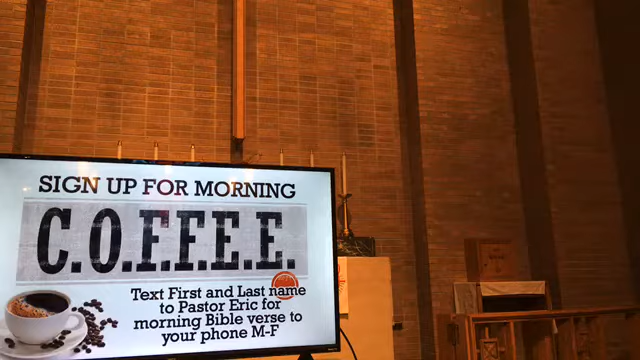 SIGN UP FOR MORNING
C.O.F.F.E.E.
Text First and Last name
to Pastor Eric for
morning Bible verse to
your phone M-F